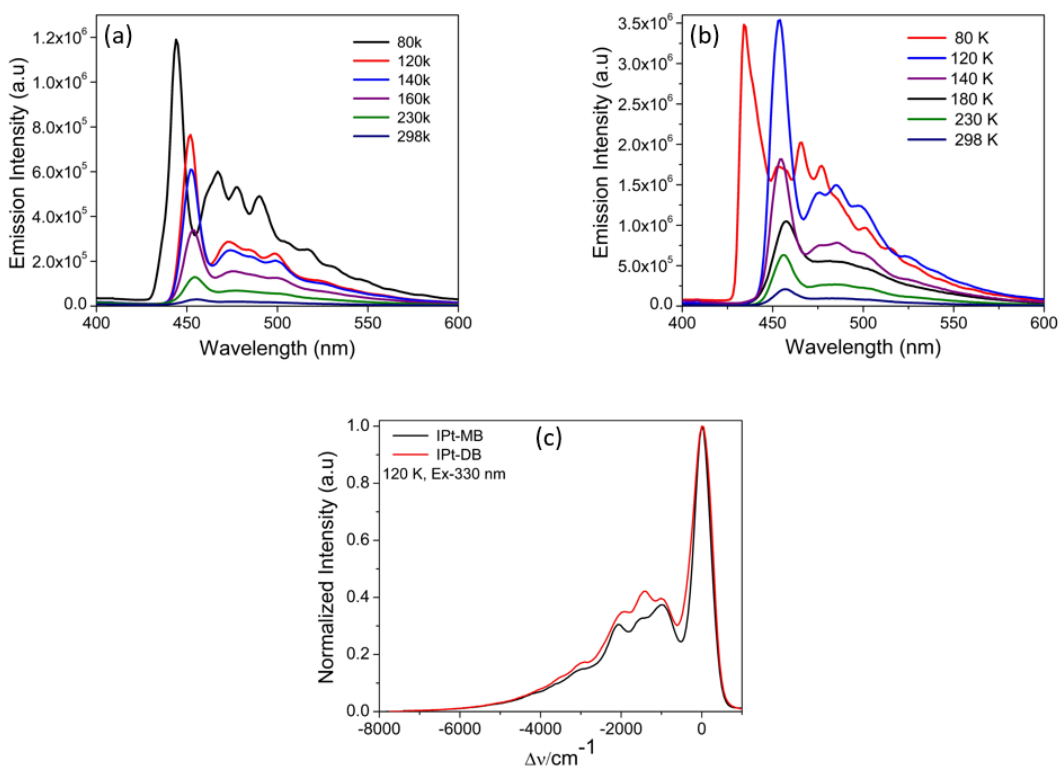 (a)
80k
120k
140k
160k
230k
298k
1.2x10⁶
1.0x10⁶
8.0x10⁵
6.0x10⁵
4.0x10⁵
2.0x10⁵
0.0
400 450 500 550 600
Emission Intensity (a.u)
Wavelength (nm)
(b)
80 K
120 K
140 K
180 K
230 K
298 K
3.5x10⁶
3.0x10⁶
2.5x10⁶
2.0x10⁶
1.5x10⁶
1.0x10⁶
5.0x10⁵
0.0
400 450 500 550 600
Emission Intensity (a.u)
Wavelength (nm)
(c)
IPt-MB
IPt-DB
120 K, Ex-330 nm
1.0
0.8
0.6
0.4
0.2
0.0
-8000 -6000 -4000 -2000 0
Normalized Intensity (a.u)
Δν/cm⁻¹